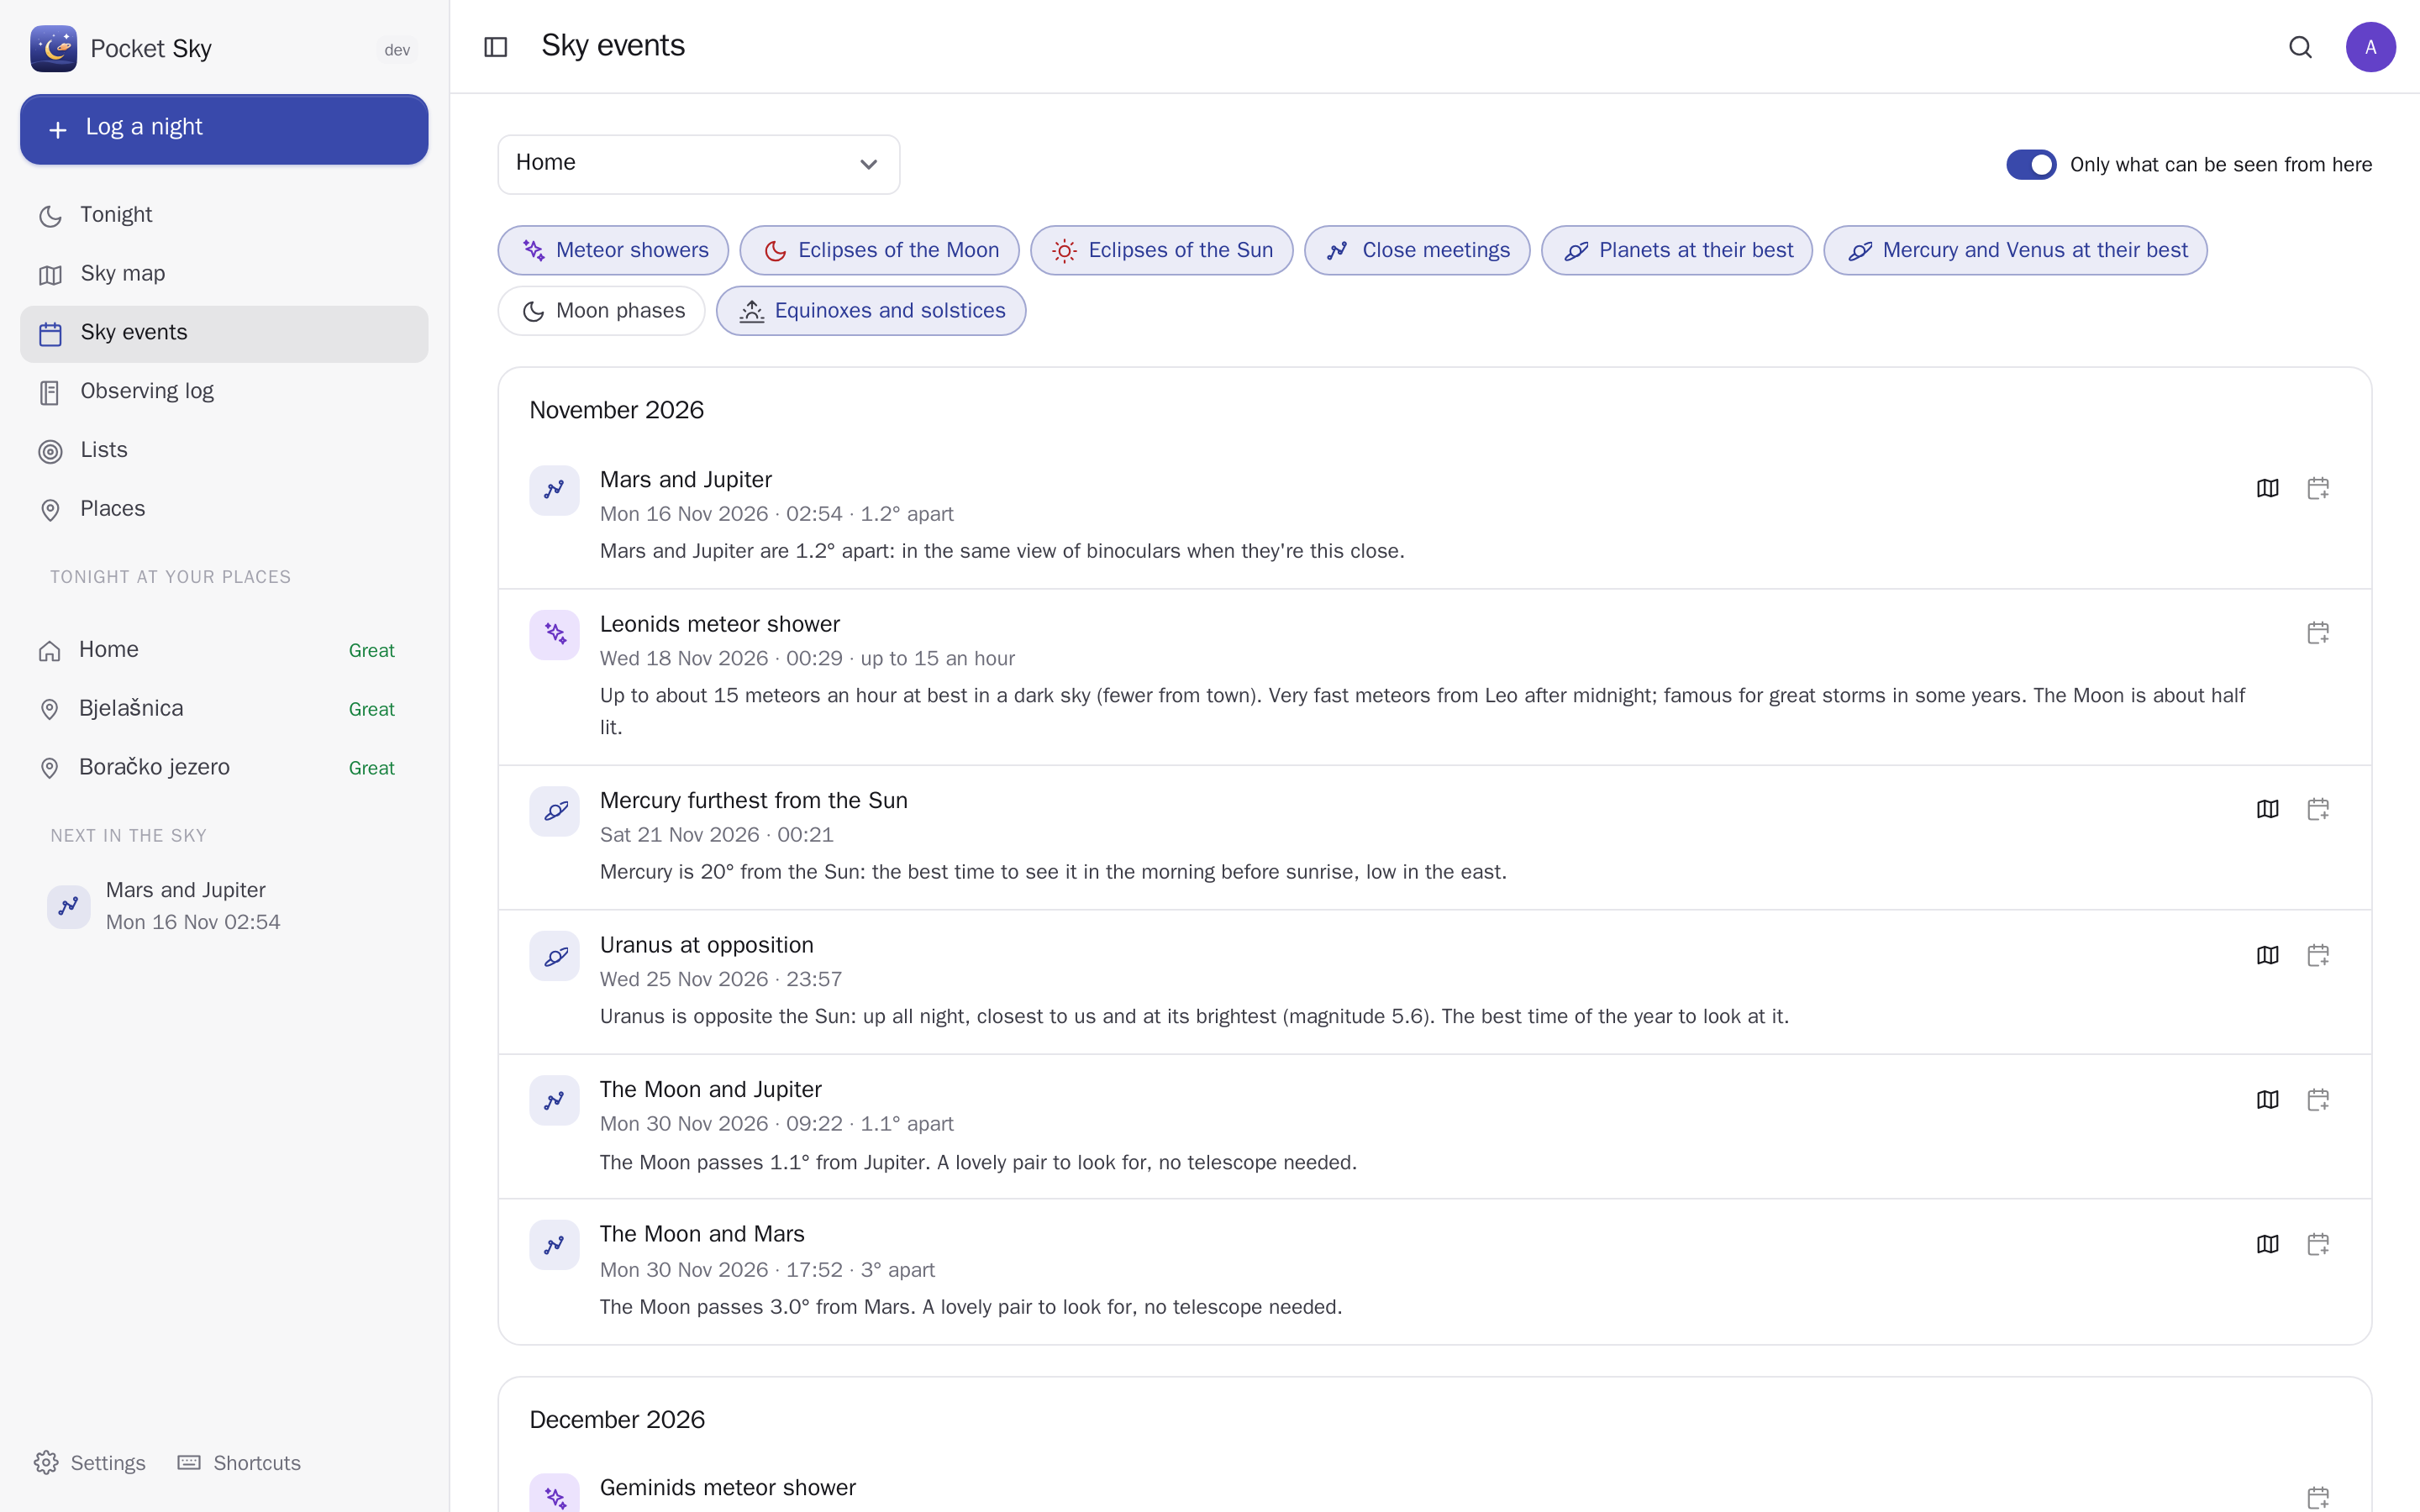 Pocket Sky
dev
Log a night
Tonight
Sky map
Sky events
Observing log
Lists
Places
TONIGHT AT YOUR PLACES
Home Great
Bjelašnica Great
Boračko jezero Great
NEXT IN THE SKY
Mars and Jupiter
Mon 16 Nov 02:54
Settings
Shortcuts
Sky events
A
Home
Only what can be seen from here
Meteor showers
Eclipses of the Moon
Eclipses of the Sun
Close meetings
Planets at their best
Mercury and Venus at their best
Moon phases
Equinoxes and solstices
November 2026
Mars and Jupiter
Mon 16 Nov 2026 · 02:54 · 1.2° apart
Mars and Jupiter are 1.2° apart: in the same view of binoculars when they're this close.
Leonids meteor shower
Wed 18 Nov 2026 · 00:29 · up to 15 an hour
Up to about 15 meteors an hour at best in a dark sky (fewer from town). Very fast meteors from Leo after midnight; famous for great storms in some years. The Moon is about half
lit.
Mercury furthest from the Sun
Sat 21 Nov 2026 · 00:21
Mercury is 20° from the Sun: the best time to see it in the morning before sunrise, low in the east.
Uranus at opposition
Wed 25 Nov 2026 · 23:57
Uranus is opposite the Sun: up all night, closest to us and at its brightest (magnitude 5.6). The best time of the year to look at it.
The Moon and Jupiter
Mon 30 Nov 2026 · 09:22 · 1.1° apart
The Moon passes 1.1° from Jupiter. A lovely pair to look for, no telescope needed.
The Moon and Mars
Mon 30 Nov 2026 · 17:52 · 3° apart
The Moon passes 3.0° from Mars. A lovely pair to look for, no telescope needed.
December 2026
Geminids meteor shower